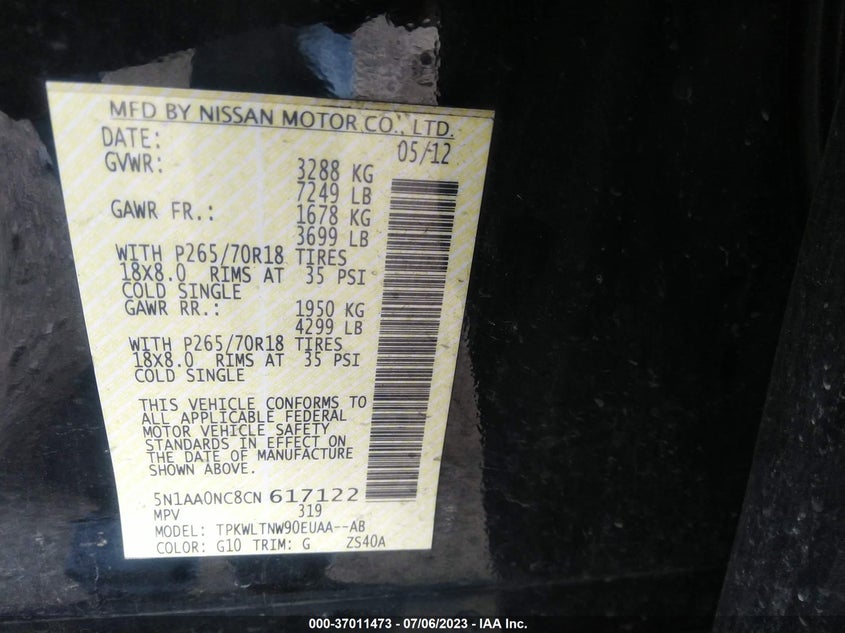 MFD BY NISSAN MOTOR CO., LTD.
DATE: 05/12
GVWR: 3288 KG
7249 LB
GAWR FR.: 1678 KG
3699 LB
WITH P265/70R18 TIRES
18X8.0 RIMS AT 35 PSI
COLD SINGLE
GAWR RR.: 1950 KG
4299 LB
WITH P265/70R18 TIRES
18X8.0 RIMS AT 35 PSI
COLD SINGLE
THIS VEHICLE CONFORMS TO
ALL APPLICABLE FEDERAL
MOTOR VEHICLE SAFETY
STANDARDS IN EFFECT ON
THE DATE OF MANUFACTURE
SHOWN ABOVE.
5N1AA0NC8CN 617122
MPV 319
MODEL: TPKWLTNW90EUAA--AB
COLOR: G10 TRIM: G ZS40A
000-37011473 - 07/06/2023 - IAA Inc.